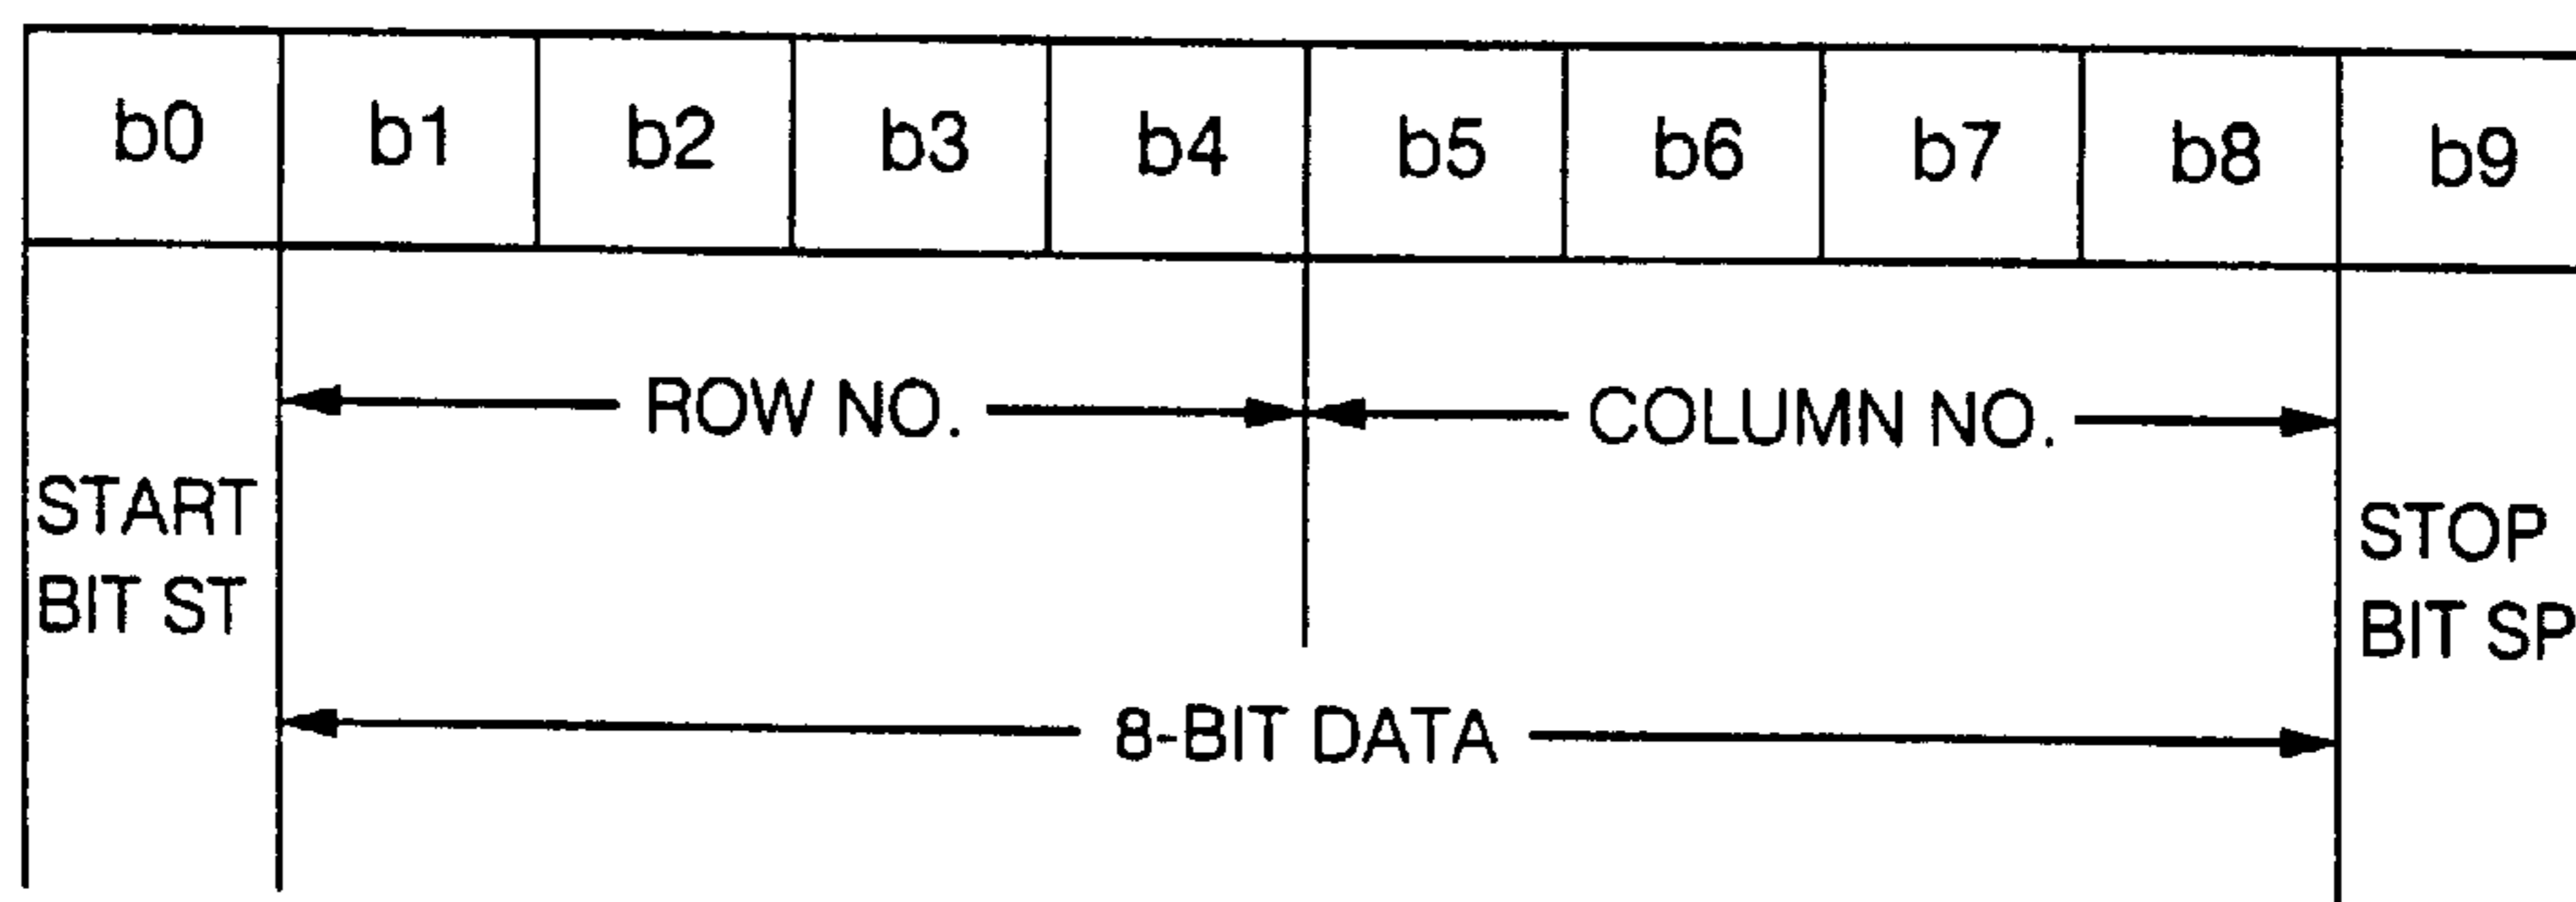 b0 b1 b2 b3 b4 b5 b6 b7 b8 b9
ROW NO. COLUMN NO.
START
BIT ST
STOP
BIT SP
8-BIT DATA